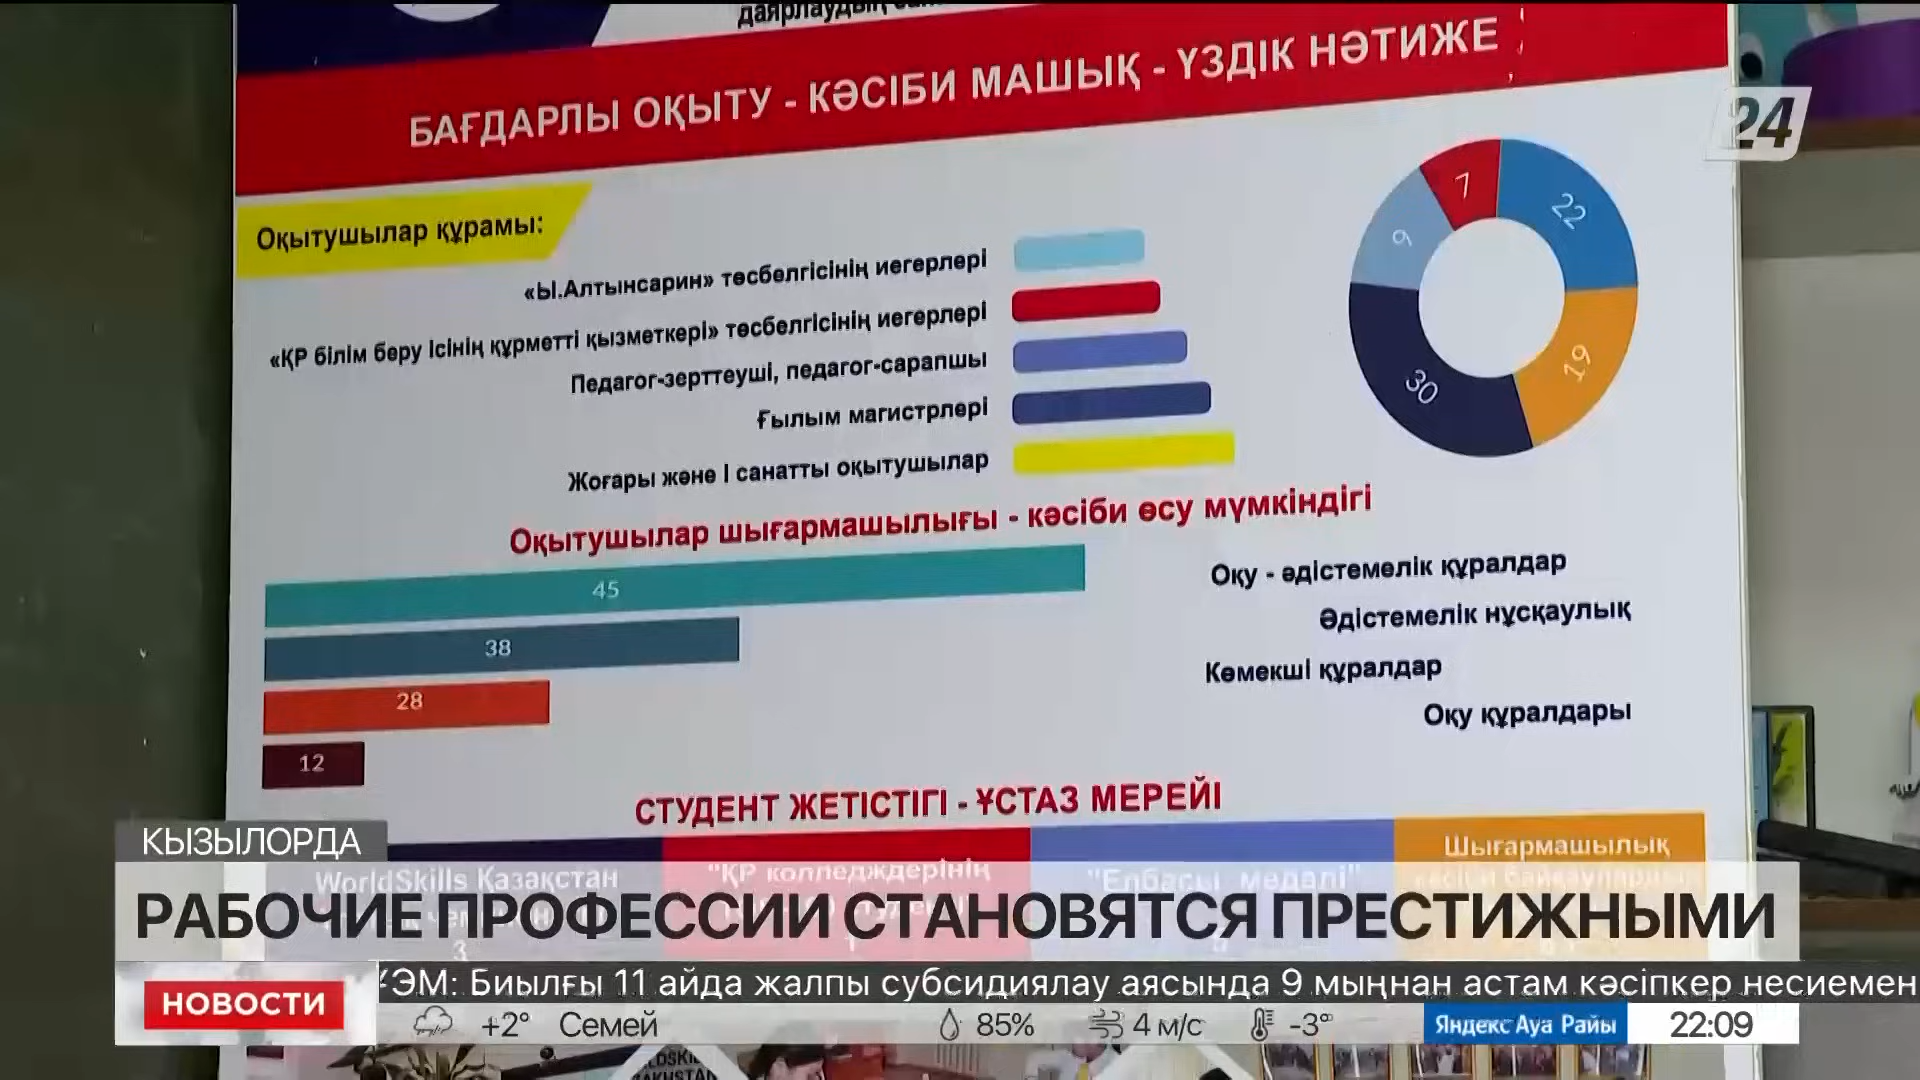 даярлаудың
БАҒДАРЛЫ ОҚЫТУ - КӘСІБИ МАШЫҚ - ҮЗДІК НӘТИЖЕ
24
Оқытушылар құрамы:
«Ы.Алтынсарин» төсбелгісінің иегерлері
«ҚР білім беру ісінің құрметті қызметкері» төсбелгісінің иегерлері
Педагог-зерттеуші, педагог-сарапшы
Ғылым магистрлері
Жоғары және I санатты оқытушылар
7
22
9
19
30
Оқытушылар шығармашылығы - кәсіби өсу мүмкіндігі
45
Оқу - әдістемелік құралдар
38
Әдістемелік нұсқаулық
28
Көмекші құралдар
12
Оқу құралдары
СТУДЕНТ ЖЕТІСТІГІ - ҰСТАЗ МЕРЕЙІ
КЫЗЫЛОРДА
WorldSkills Қазақстан
"ҚР колледждерінің
"Елбасы медалі"
Шығармашылық
РАБОЧИЕ ПРОФЕССИИ СТАНОВЯТСЯ ПРЕСТИЖНЫМИ
3
1
НОВОСТИ
ҰЭМ: Биылғы 11 айда жалпы субсидиялау аясында 9 мыңнан астам кәсіпкер несиемен
+2° Семей 85% 4 м/с -3° Яндекс Ауа Райы 22:09